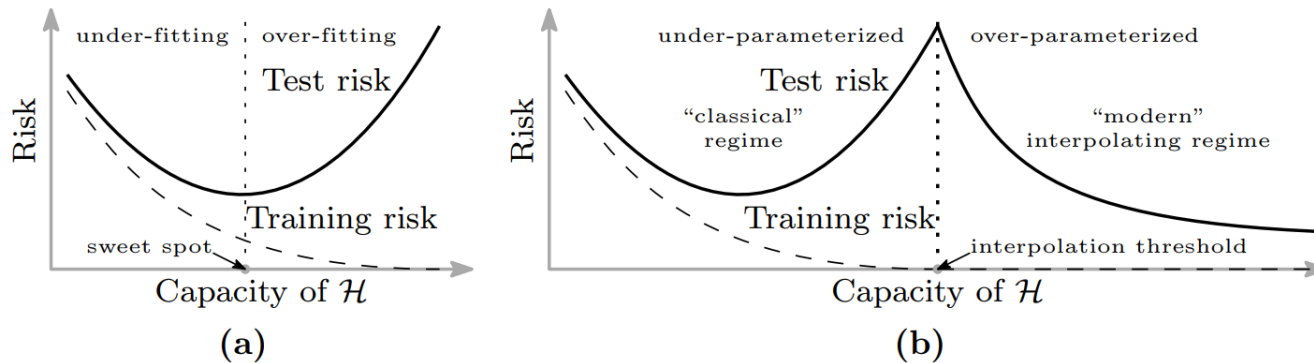 under-fitting
over-fitting
Test risk
Risk
Training risk
sweet spot
Capacity of ℋ
(a)
under-parameterized
over-parameterized
Test risk
“classical”
regime
“modern”
interpolating regime
Risk
Training risk
interpolation threshold
Capacity of ℋ
(b)